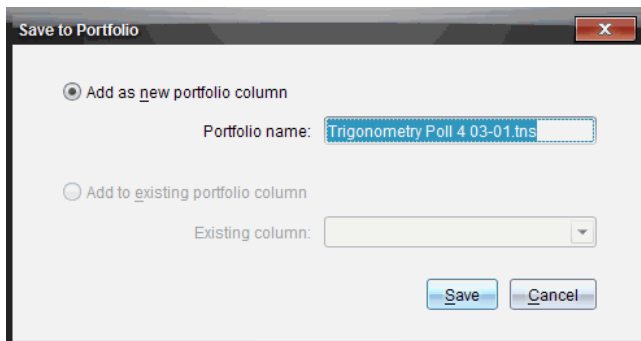 Save to Portfolio
Add as new portfolio column
Portfolio name: Trigonometry Poll 4 03-01.tns
Add to existing portfolio column
Existing column:
Save Cancel